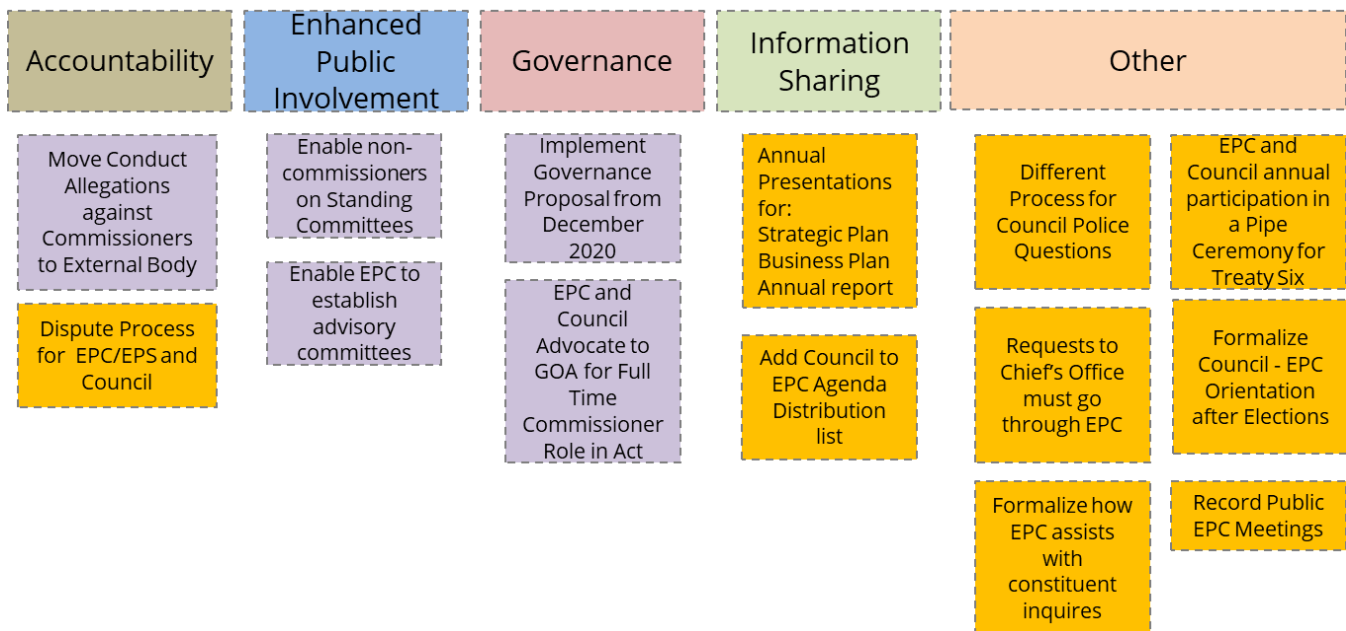 Accountability
Enhanced
Public
Involvement
Governance
Information
Sharing
Other
Move Conduct
Allegations
against
Commissioners
to External Body
Dispute Process
for EPC/EPS and
Council
Enable non-
commissioners
on Standing
Committees
Enable EPC to
establish
advisory
committees
Implement
Governance
Proposal from
December
2020
EPC and
Council
Advocate to
GOA for Full
Time
Commissioner
Role in Act
Annual
Presentations
for:
Strategic Plan
Business Plan
Annual report
Add Council to
EPC Agenda
Distribution
list
Different
Process for
Council Police
Questions
Requests to
Chief's Office
must go
through EPC
Formalize how
EPC assists
with
constituent
inquires
EPC and
Council annual
participation in
a Pipe
Ceremony for
Treaty Six
Formalize
Council - EPC
Orientation
after Elections
Record Public
EPC Meetings